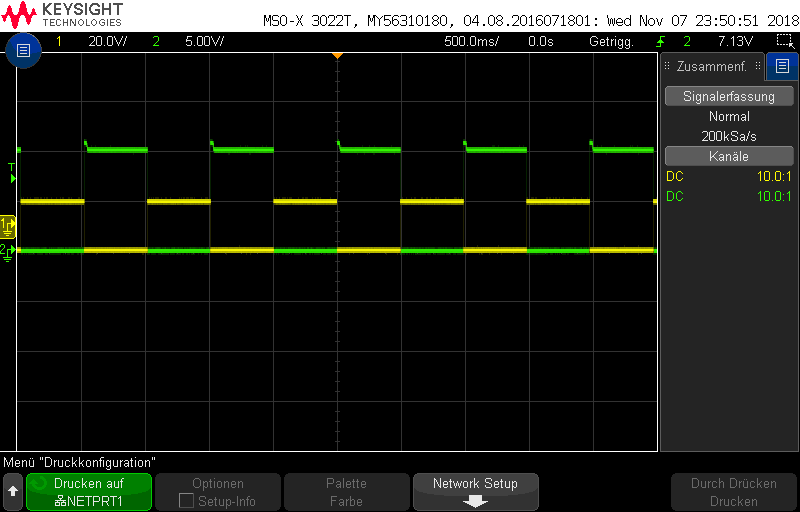 KEYSIGHT
TECHNOLOGIES
MSO-X 3022T, MY56310180, 04.08.2016071801: Wed Nov 07 23:50:51 2018
1 20.0V/ 2 5.00V/ 500.0ms/ 0.0s Getrigg. 2 7.13V
Zusammenf.
Signalerfassung
Normal
200kSa/s
Kanäle
DC 10.0:1
DC 10.0:1
T
1
2
Menü "Druckkonfiguration"
Drucken auf
NETPRT1
Optionen
Setup-Info
Palette
Farbe
Network Setup
Durch Drücken
Drucken